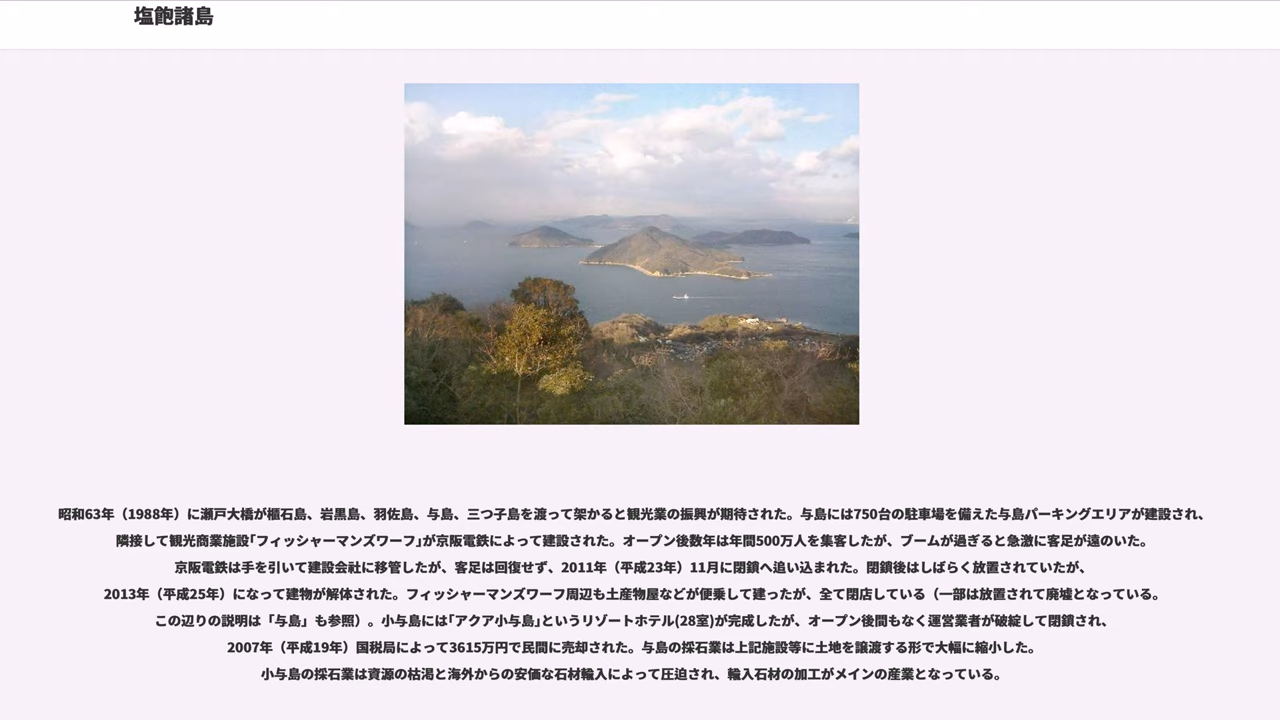 塩飽諸島
昭和63年（1988年）に瀬戸大橋が櫃石島、岩黒島、羽佐島、与島、三つ子島を渡って架かると観光業の振興が期待された。与島には750台の駐車場を備えた与島パーキングエリアが建設され、
隣接して観光商業施設｢フィッシャーマンズワーフ｣が京阪電鉄によって建設された。オープン後数年は年間500万人を集客したが、ブームが過ぎると急激に客足が遠のいた。
京阪電鉄は手を引いて建設会社に移管したが、客足は回復せず、2011年（平成23年）11月に閉鎖へ追い込まれた。閉鎖後はしばらく放置されていたが、
2013年（平成25年）になって建物が解体された。フィッシャーマンズワーフ周辺も土産物屋などが便乗して建ったが、全て閉店している（一部は放置されて廃墟となっている。
この辺りの説明は「与島」も参照）。小与島には｢アクア小与島｣というリゾートホテル(28室)が完成したが、オープン後間もなく運営業者が破綻して閉鎖され、
2007年（平成19年）国税局によって3615万円で民間に売却された。与島の採石業は上記施設等に土地を譲渡する形で大幅に縮小した。
小与島の採石業は資源の枯渇と海外からの安価な石材輸入によって圧迫され、輸入石材の加工がメインの産業となっている。